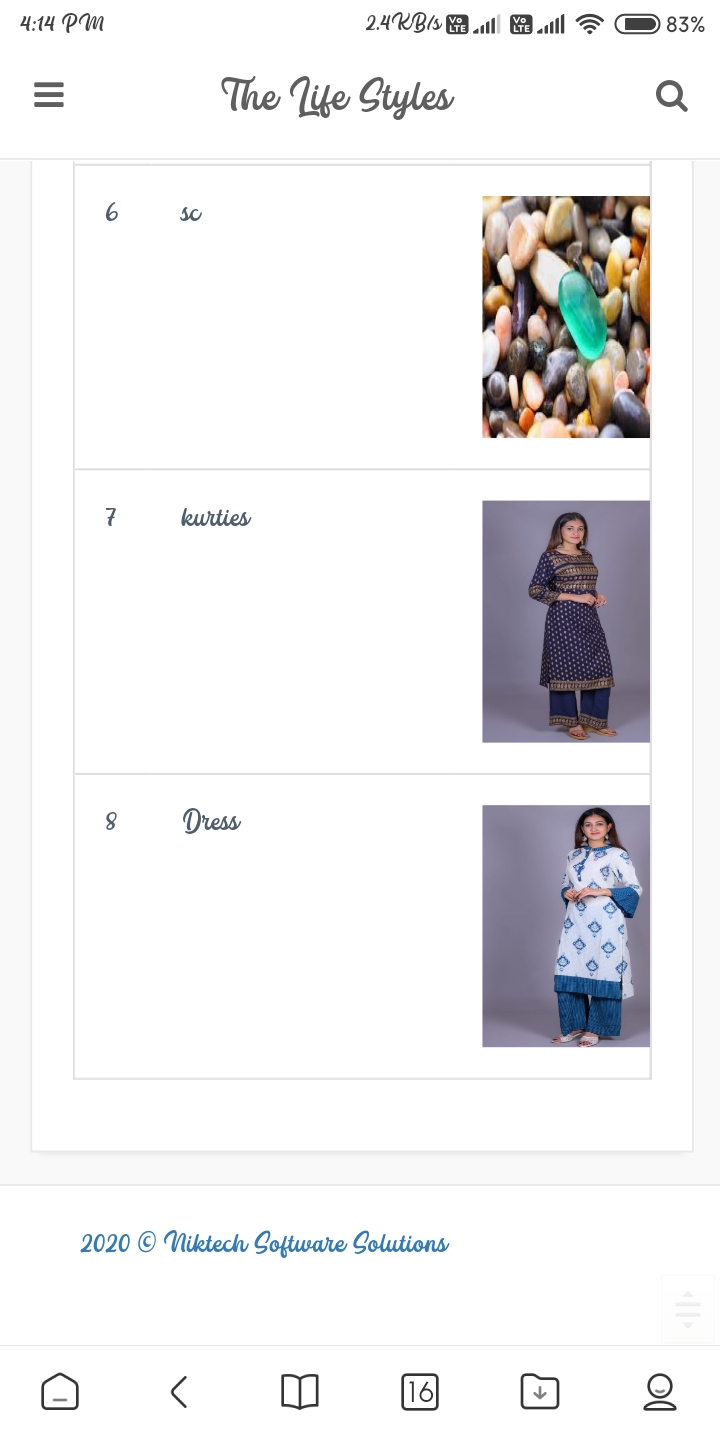 4:14 PM 2.4KB/s Vo LTE Vo LTE 83%
The Life Styles
6 sc
7 kurties
8 Dress
2020 © Niktech Software Solutions
16